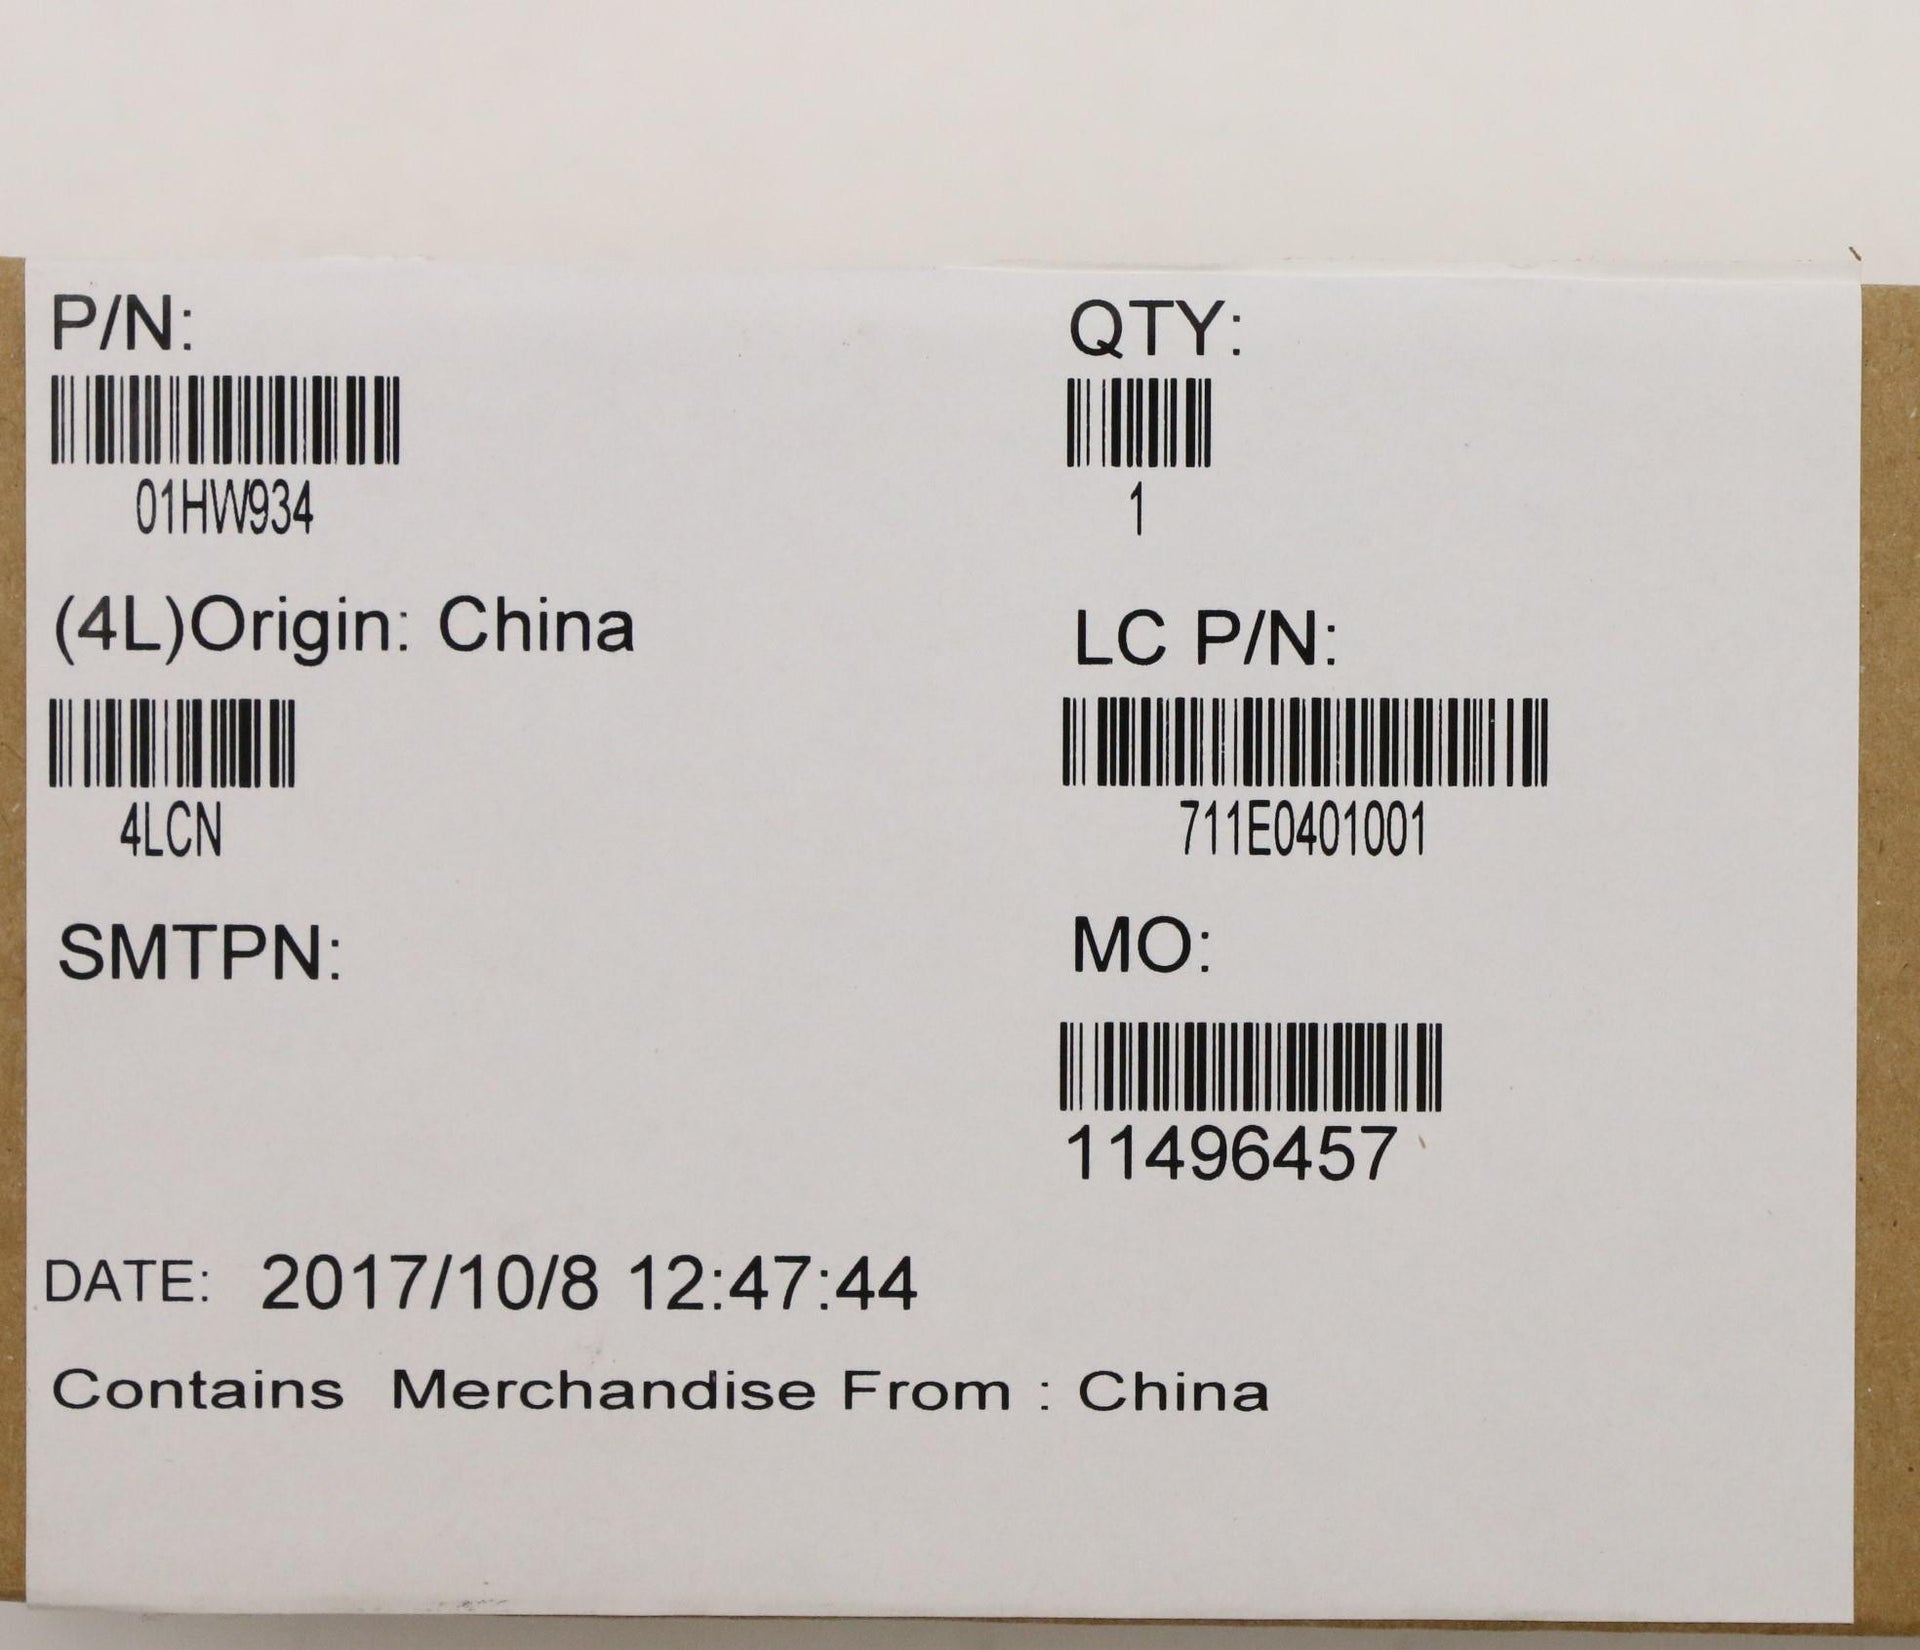 P/N:
01HW934
QTY:
1
(4L)Origin: China
4LCN
LC P/N:
711E0401001
SMTPN:
MO:
11496457
DATE: 2017/10/8 12:47:44
Contains Merchandise From : China